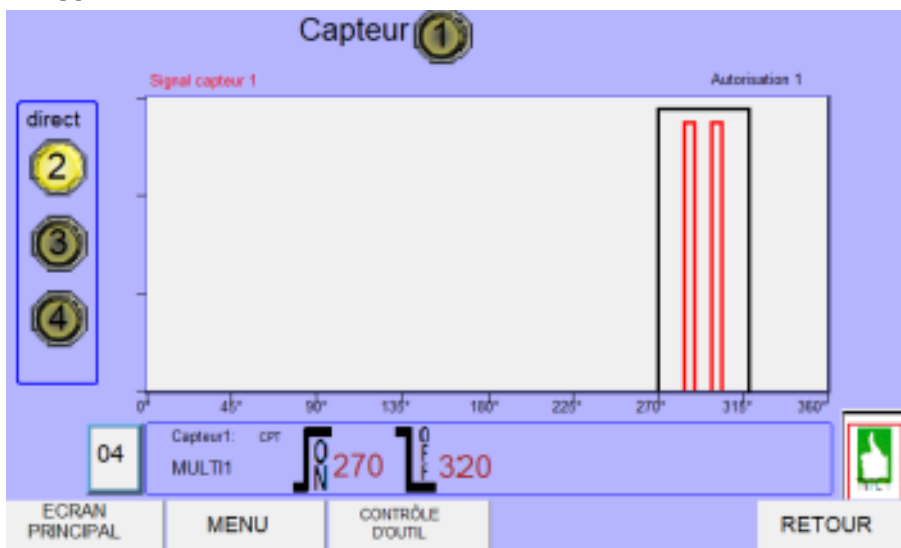 Capteur 1
Signal capteur 1
Autorisation 1
direct
2
3
4
0° 45° 90° 135° 180° 225° 270° 315° 360°
04
Capteur1: CPT
MULTI1
ON 270 OFF 320
ECRAN
PRINCIPAL
MENU
CONTRÔLE
D'OUTIL
RETOUR